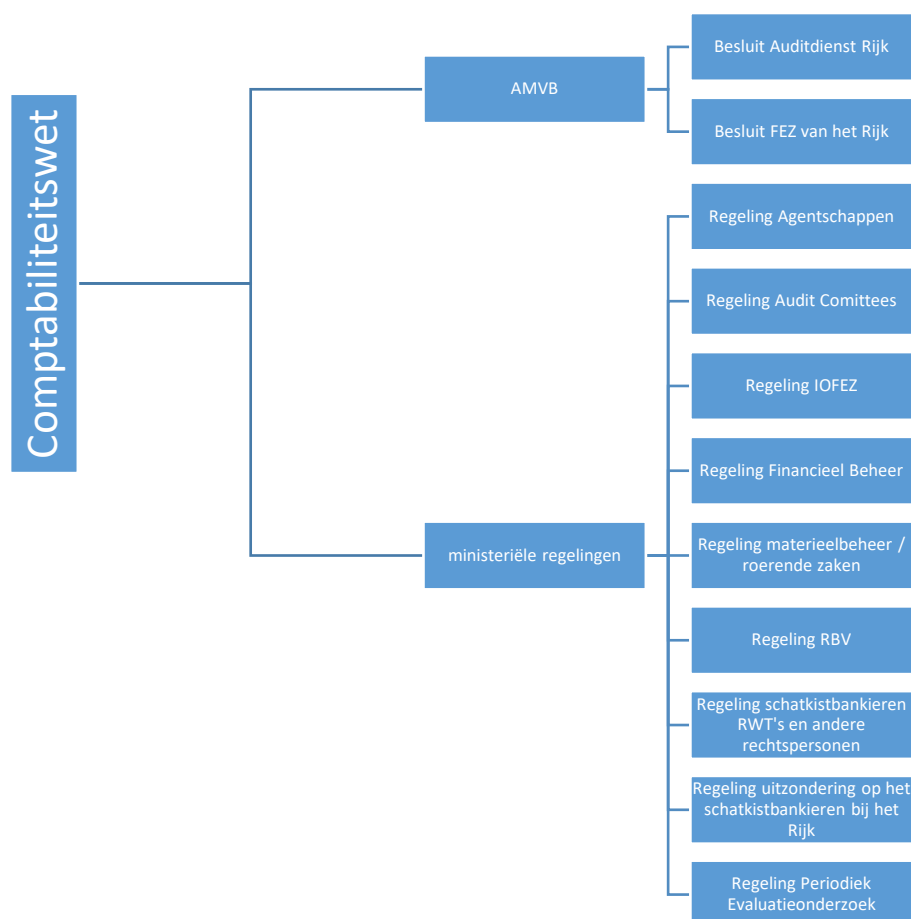 Comptabiliteitswet
AMVB
Besluit Auditdienst Rijk
Besluit FEZ van het Rijk
ministeriële regelingen
Regeling Agentschappen
Regeling Audit Comittees
Regeling IOFEZ
Regeling Financieel Beheer
Regeling materieelbeheer /
roerende zaken
Regeling RBV
Regeling schatkistbankieren
RWT's en andere
rechtspersonen
Regeling uitzondering op het
schatkistbankieren bij het
Rijk
Regeling Periodiek
Evaluatieonderzoek